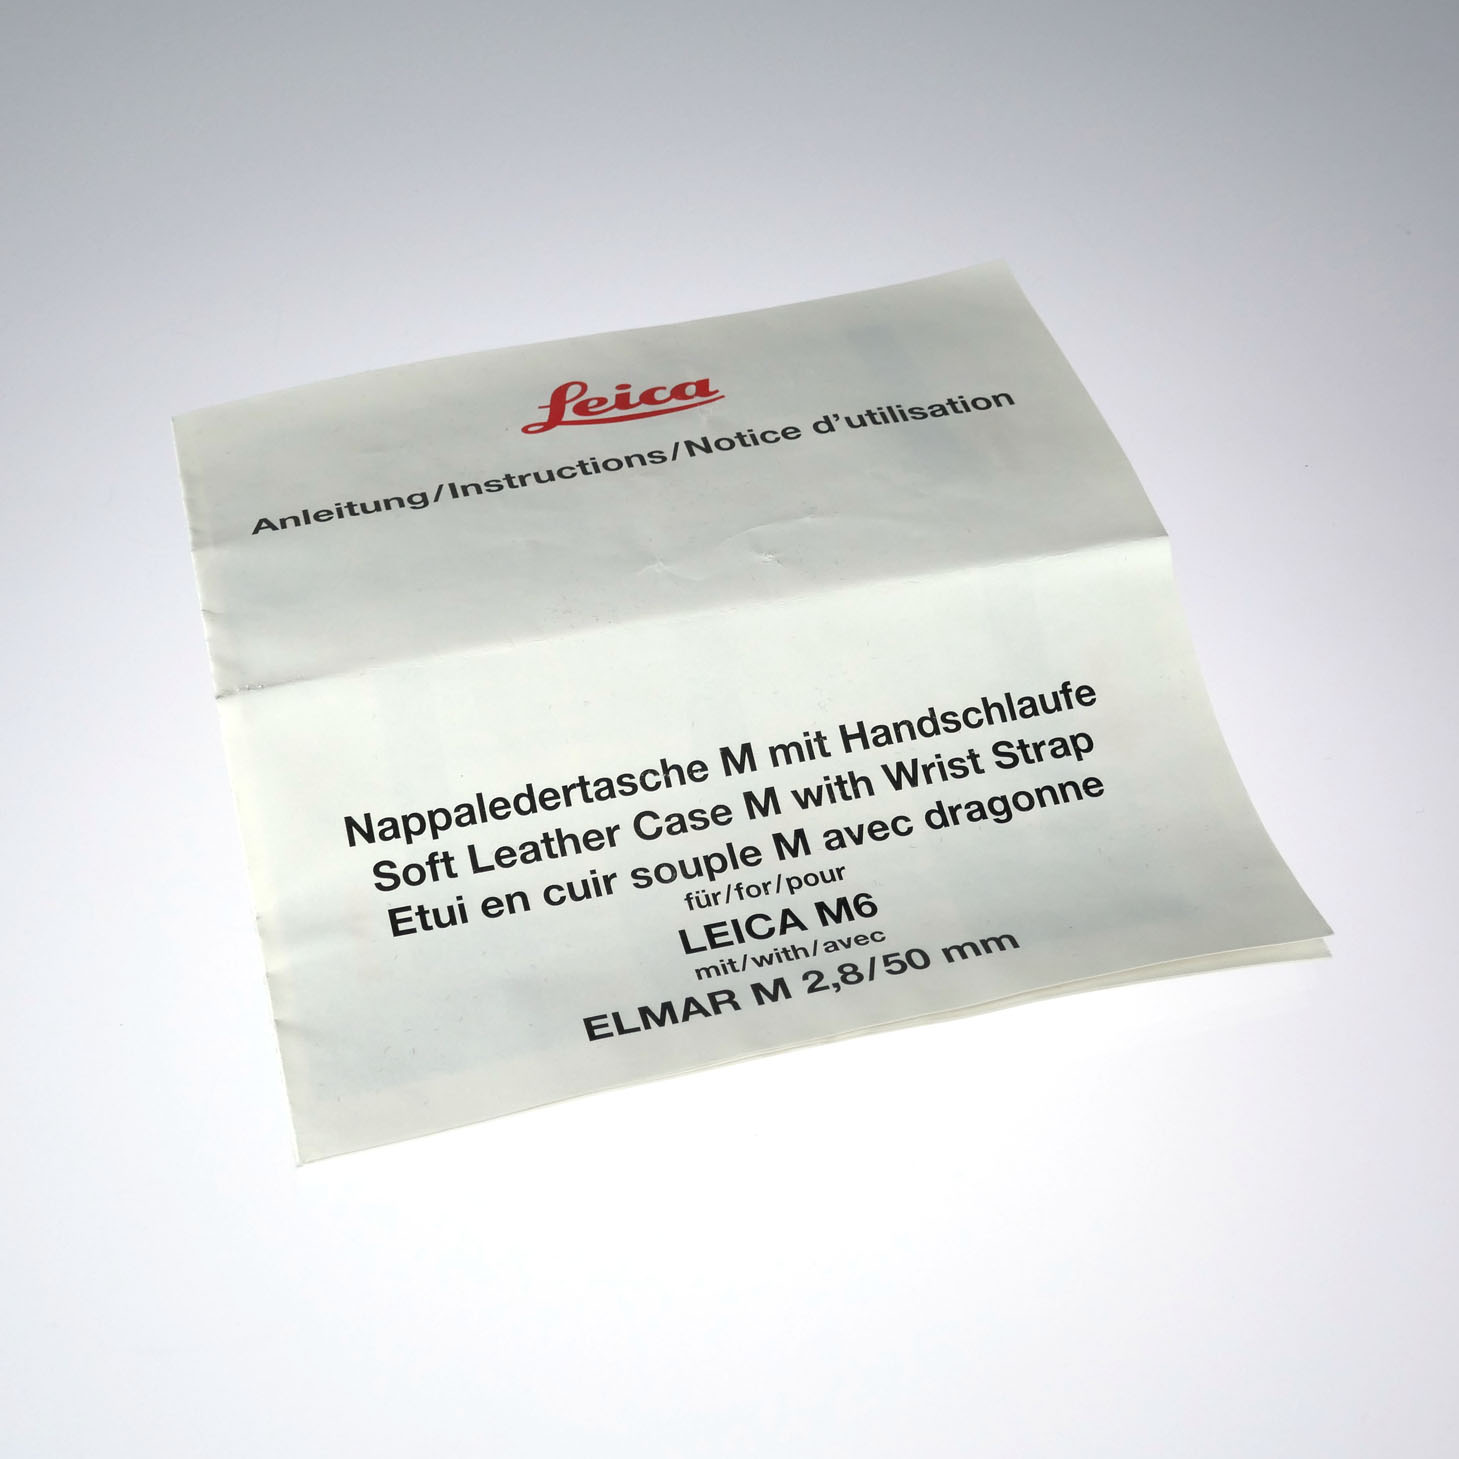 Leica
Anleitung/Instructions/Notice d'utilisation
Nappaledertasche M mit Handschlaufe
Soft Leather Case M with Wrist Strap
Etui en cuir souple M avec dragonne
für/for/pour
LEICA M6
mit/with/avec
ELMAR M 2,8/50 mm